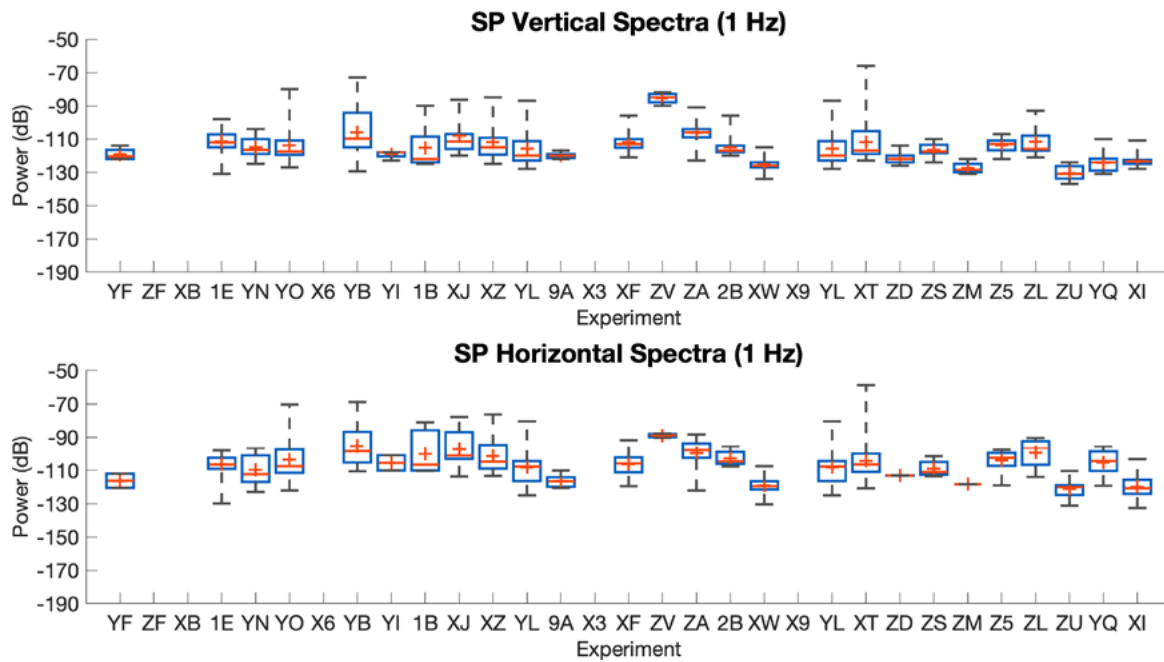 SP Vertical Spectra (1 Hz)
Power (dB)
-50
-70
-90
-110
-130
-150
-170
-190
YF ZF XB 1E YN YO X6 YB YI 1B XJ XZ YL 9A X3 XF ZV ZA 2B XW X9 YL XT ZD ZS ZM Z5 ZL ZU YQ XI
Experiment
SP Horizontal Spectra (1 Hz)
Power (dB)
-50
-70
-90
-110
-130
-150
-170
-190
YF ZF XB 1E YN YO X6 YB YI 1B XJ XZ YL 9A X3 XF ZV ZA 2B XW X9 YL XT ZD ZS ZM Z5 ZL ZU YQ XI
Experiment